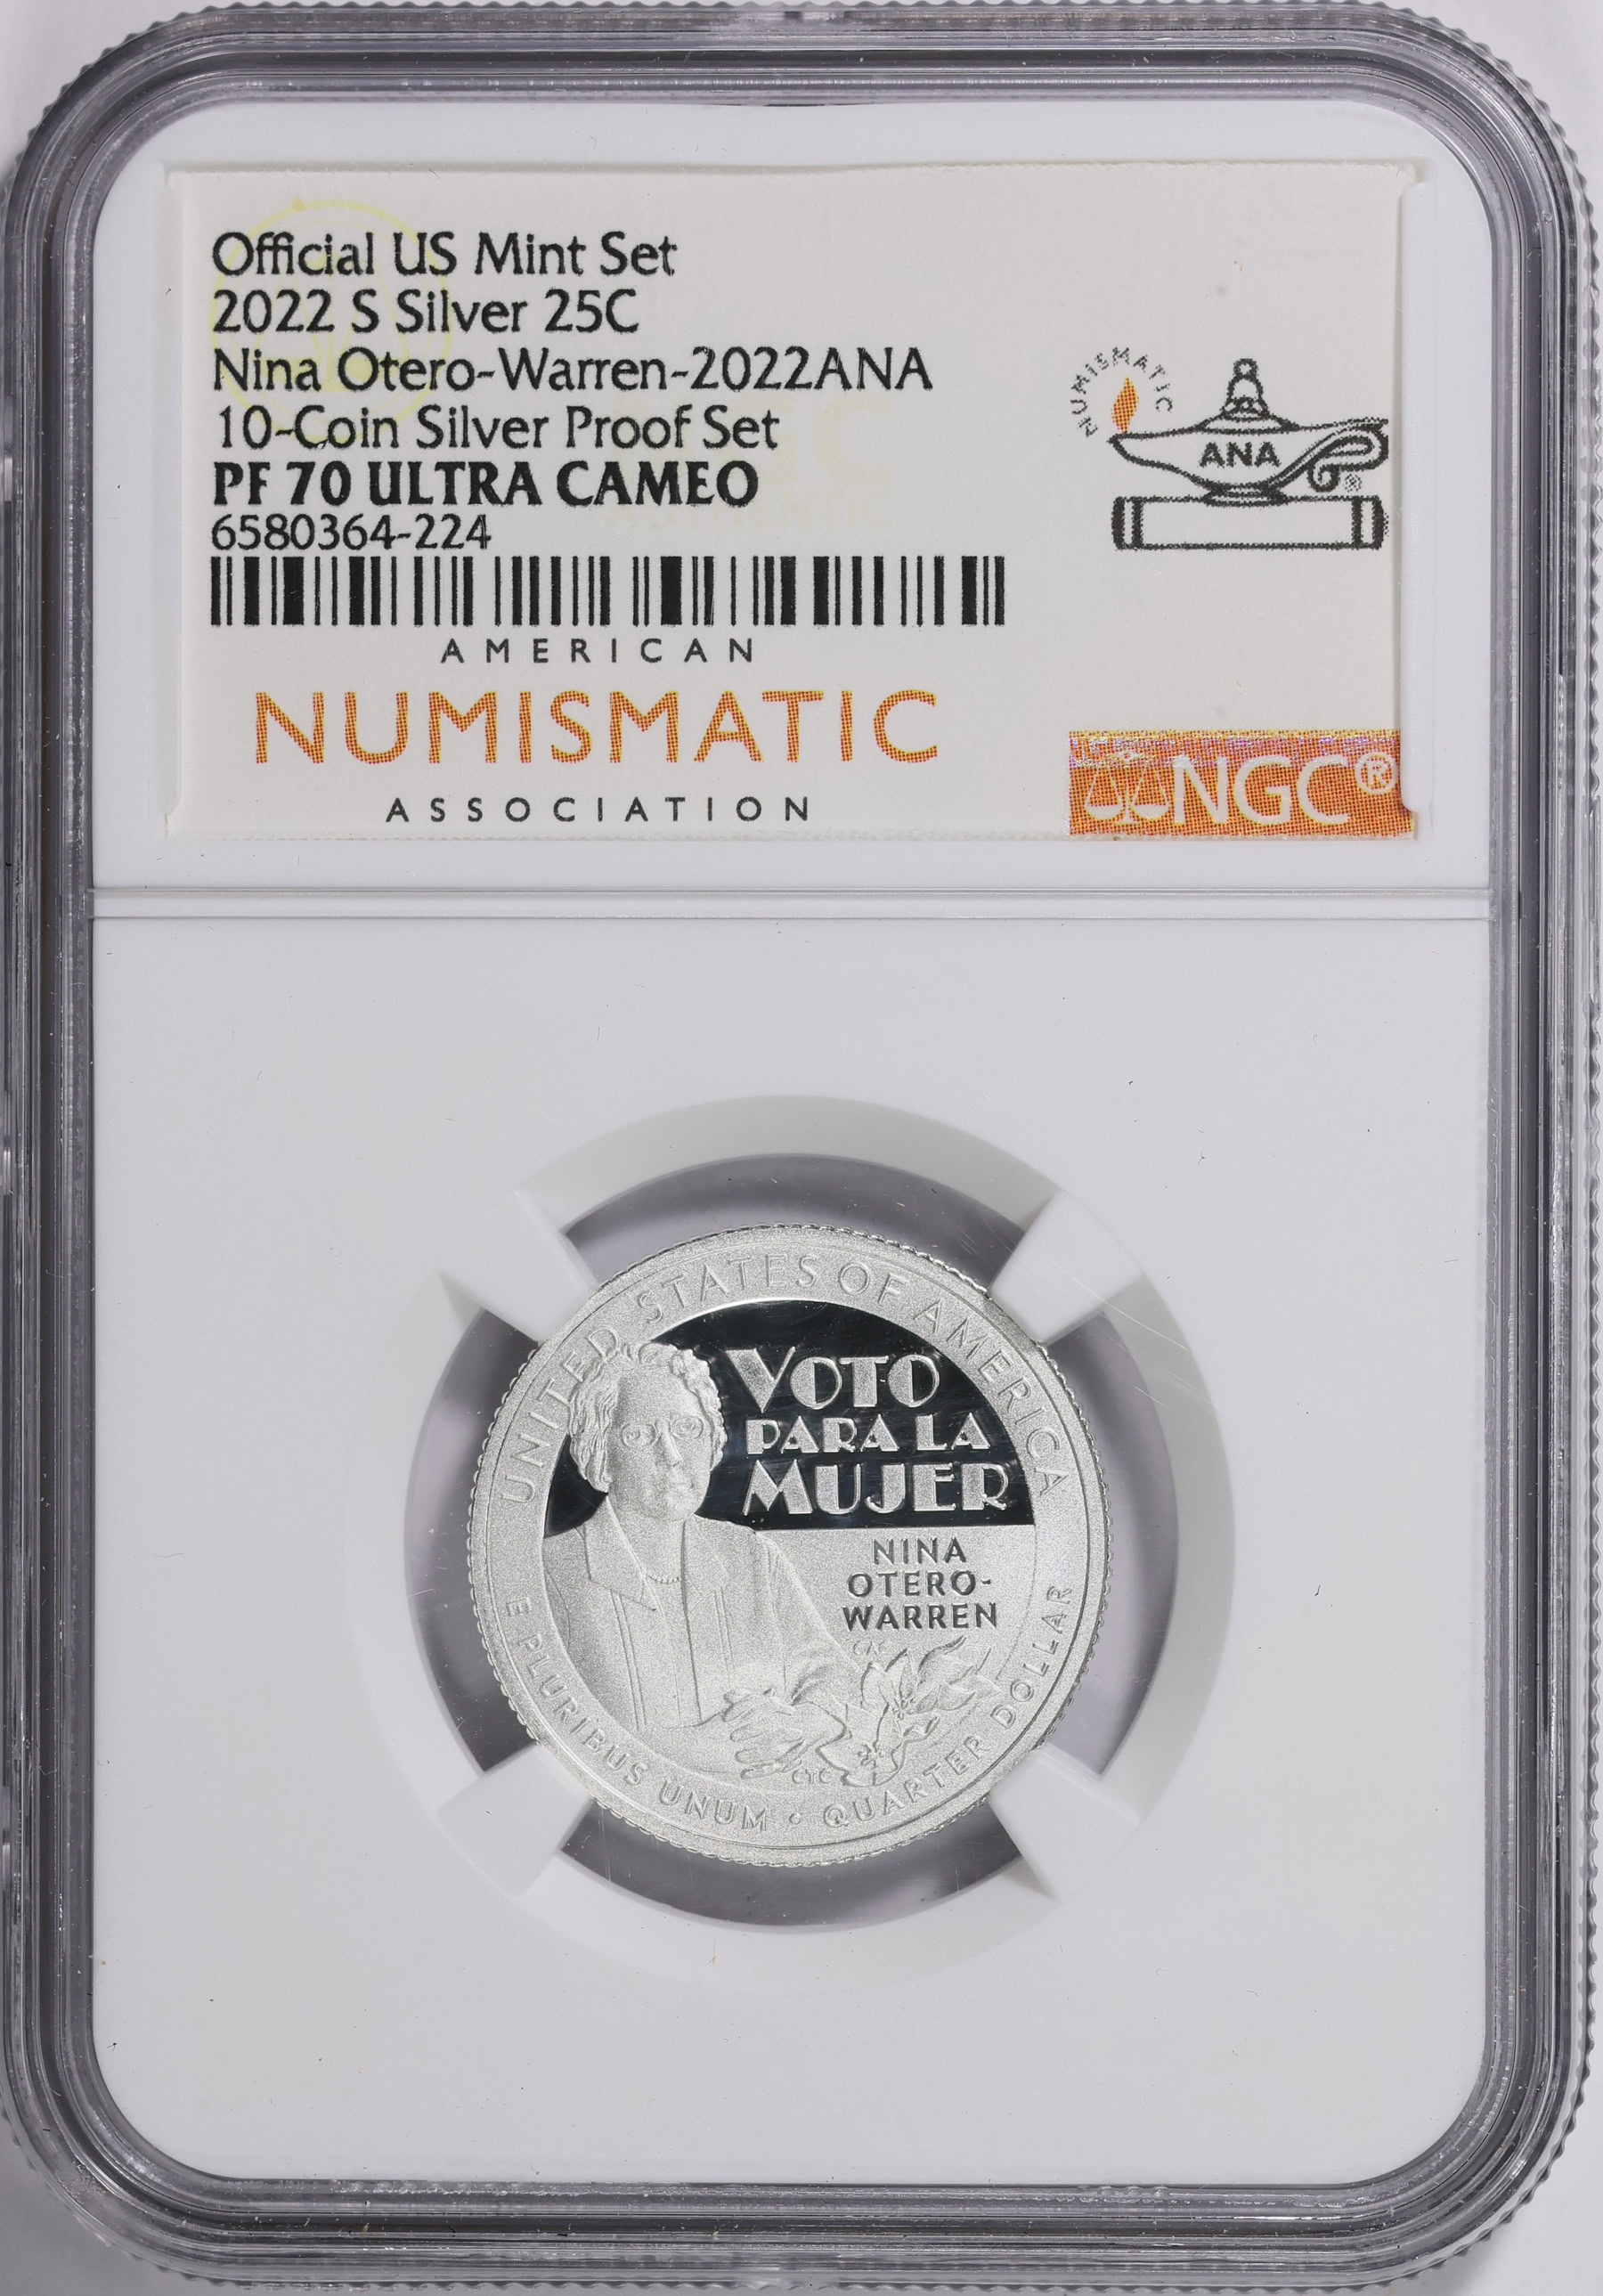 Official US Mint Set
2022 S Silver 25C
Nina Otero-Warren-2022ANA
10-Coin Silver Proof Set
PF 70 ULTRA CAMEO
6580364-224
AMERICAN
NUMISMATIC
ASSOCIATION
NUMISMATIC
ANA
®
NGC®
UNITED STATES OF AMERICA
VOTO
PARA LA
MUJER
NINA
OTERO-
WARREN
E PLURIBUS UNUM • QUARTER DOLLAR